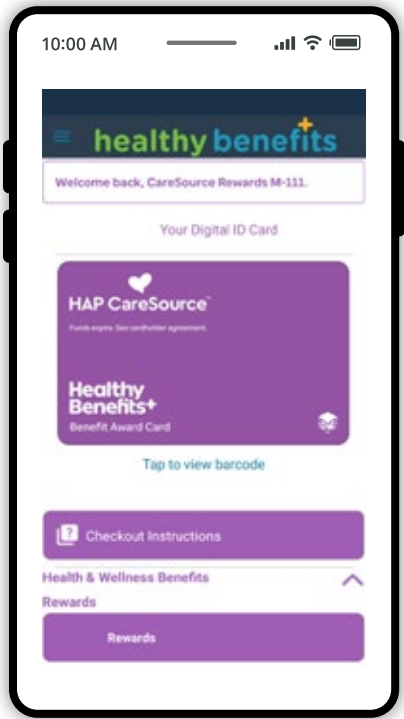 10:00 AM
healthy benefits
Welcome back, CareSource Rewards M-111.
Your Digital ID Card
HAP CareSource™
Funds expire. See cardholder agreement.
Healthy
Benefits+
Benefit Award Card
Tap to view barcode
Checkout Instructions
Health & Wellness Benefits
Rewards
Rewards